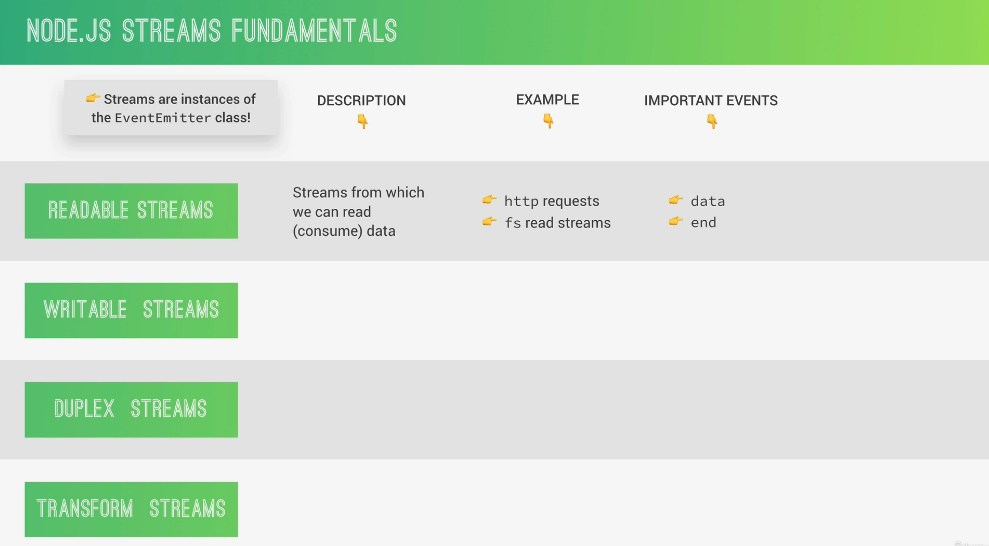 NODE.JS STREAMS FUNDAMENTALS
👉 Streams are instances of
the EventEmitter class!
DESCRIPTION
👇
EXAMPLE
👇
IMPORTANT EVENTS
👇
READABLE STREAMS
Streams from which
we can read
(consume) data
👉 http requests
👉 fs read streams
👉 data
👉 end
WRITABLE STREAMS
DUPLEX STREAMS
TRANSFORM STREAMS